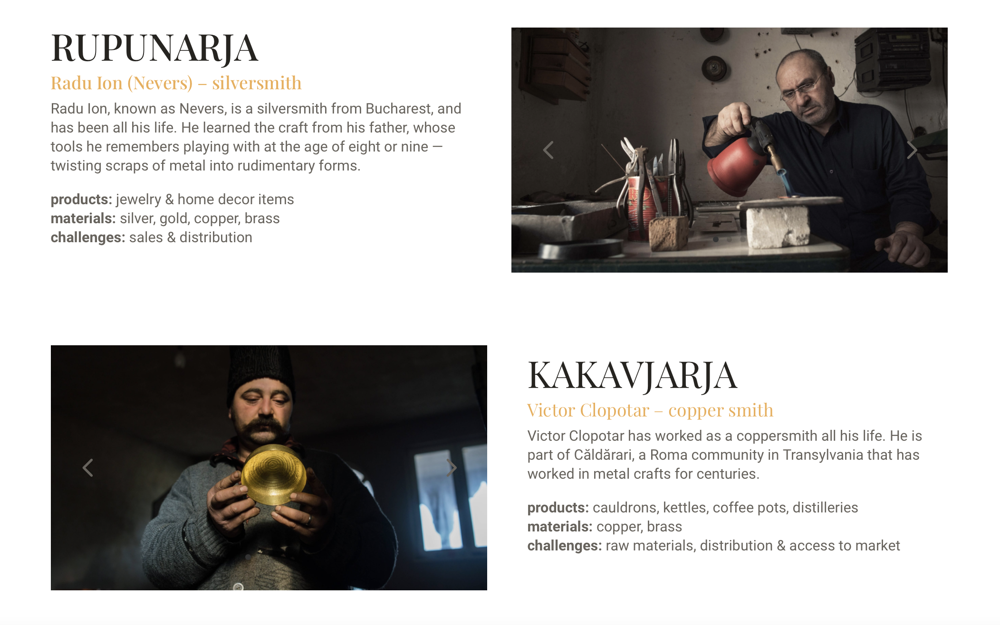 RUPUNARJA
Radu Ion (Nevers) – silversmith
Radu Ion, known as Nevers, is a silversmith from Bucharest, and
has been all his life. He learned the craft from his father, whose
tools he remembers playing with at the age of eight or nine —
twisting scraps of metal into rudimentary forms.
products: jewelry & home decor items
materials: silver, gold, copper, brass
challenges: sales & distribution
KAKAVJARJA
Victor Clopotar – copper smith
Victor Clopotar has worked as a coppersmith all his life. He is
part of Căldărari, a Roma community in Transylvania that has
worked in metal crafts for centuries.
products: cauldrons, kettles, coffee pots, distilleries
materials: copper, brass
challenges: raw materials, distribution & access to market